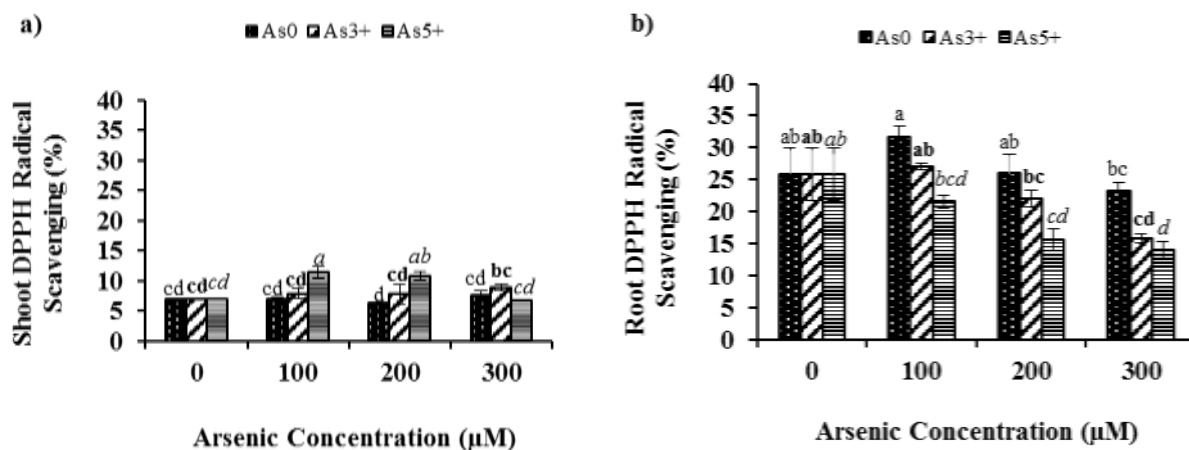 a)
As0 As3+ As5+
Shoot DPPH Radical
Scavenging (%)
40
35
30
25
20
15
10
5
0
cd cd cd
cd cd a
d cd ab
cd bc cd
0 100 200 300
Arsenic Concentration (µM)
b)
As0 As3+ As5+
Root DPPH Radical
Scavenging (%)
40
35
30
25
20
15
10
5
0
ab ab ab
a ab bcd
ab bc cd
bc cd d
0 100 200 300
Arsenic Concentration (µM)